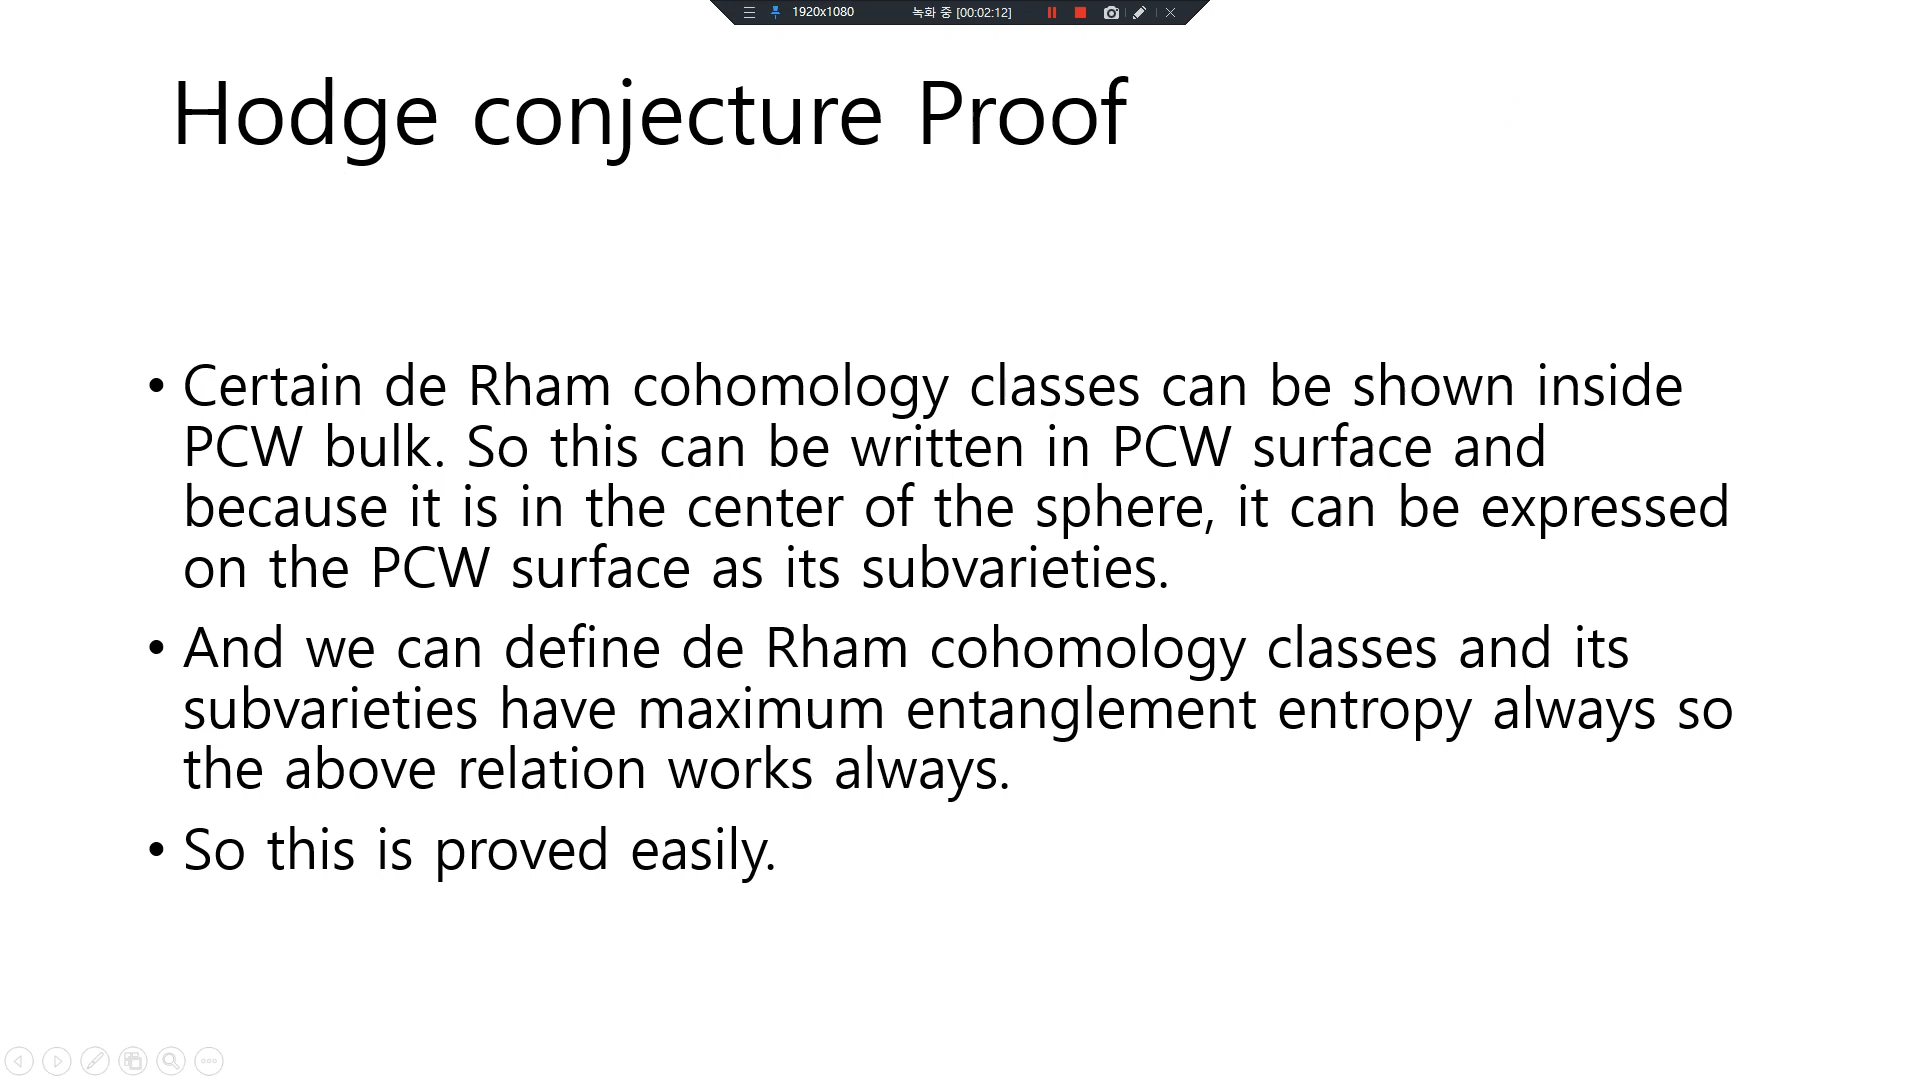 1920x1080 녹화 중 [00:02:12]
Hodge conjecture Proof
• Certain de Rham cohomology classes can be shown inside
PCW bulk. So this can be written in PCW surface and
because it is in the center of the sphere, it can be expressed
on the PCW surface as its subvarieties.
• And we can define de Rham cohomology classes and its
subvarieties have maximum entanglement entropy always so
the above relation works always.
• So this is proved easily.